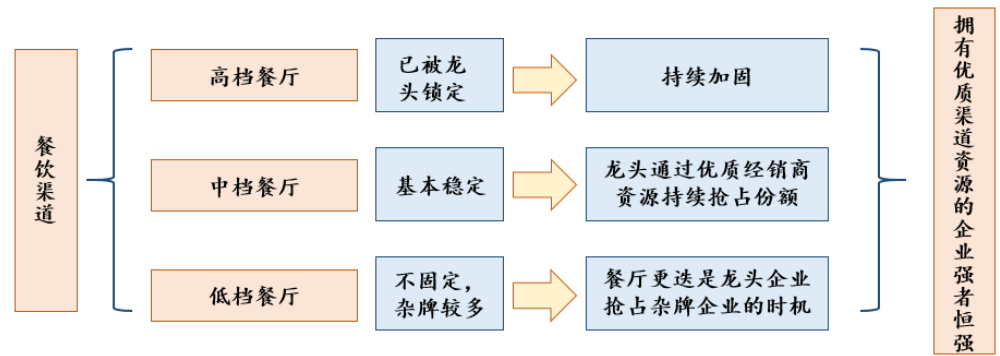 餐饮渠道
高档餐厅
已被龙
头锁定
持续加固
中档餐厅
基本稳定
龙头通过优质经销商
资源持续抢占份额
低档餐厅
不固定，
杂牌较多
餐厅更迭是龙头企业
抢占杂牌企业的时机
拥有优质渠道资源的企业强者恒强